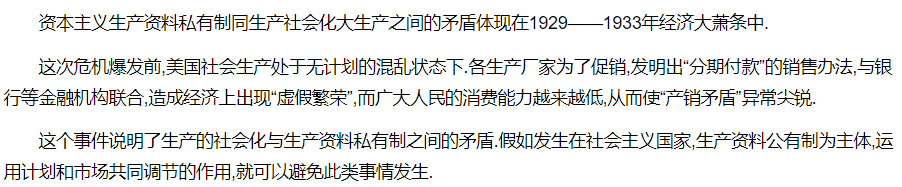 资本主义生产资料私有制同生产社会化大生产之间的矛盾体现在1929——1933年经济大萧条中.
这次危机爆发前,美国社会生产处于无计划的混乱状态下.各生产厂家为了促销,发明出“分期付款”的销售办法,与银
行等金融机构联合,造成经济上出现“虚假繁荣”,而广大人民的消费能力越来越低,从而使“产销矛盾”异常尖锐.
这个事件说明了生产的社会化与生产资料私有制之间的矛盾.假如发生在社会主义国家,生产资料公有制为主体,运
用计划和市场共同调节的作用,就可以避免此类事情发生.